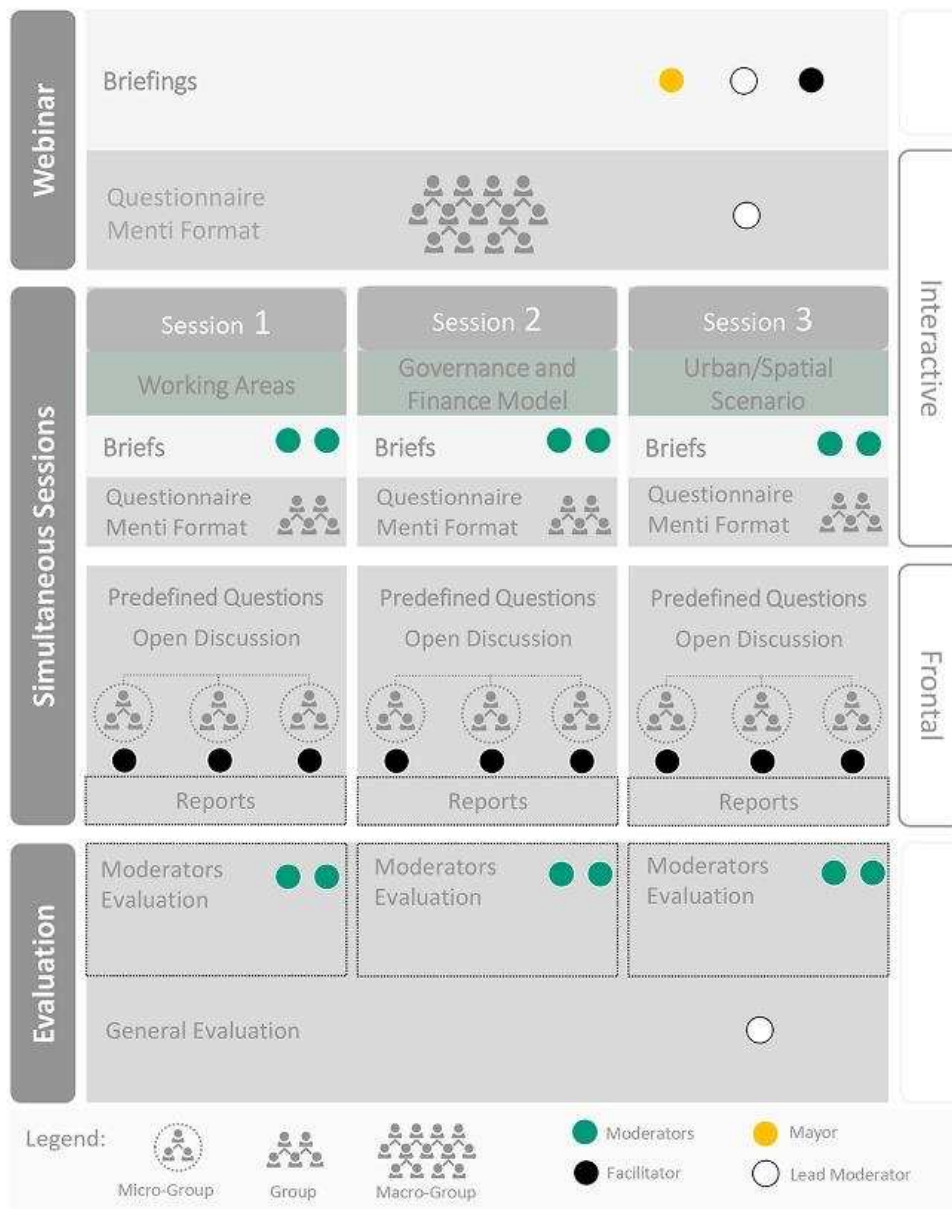 Webinar
Briefings
Questionnaire
Menti Format
Interactive
Simultaneous Sessions
Session 1
Working Areas
Briefs
Questionnaire
Menti Format
Session 2
Governance and
Finance Model
Briefs
Questionnaire
Menti Format
Session 3
Urban/Spatial
Scenario
Briefs
Questionnaire
Menti Format
Frontal
Predefined Questions
Open Discussion
Reports
Predefined Questions
Open Discussion
Reports
Predefined Questions
Open Discussion
Reports
Evaluation
Moderators
Evaluation
Moderators
Evaluation
Moderators
Evaluation
General Evaluation
Legend:
Micro-Group
Group
Macro-Group
Moderators
Mayor
Facilitator
Lead Moderator